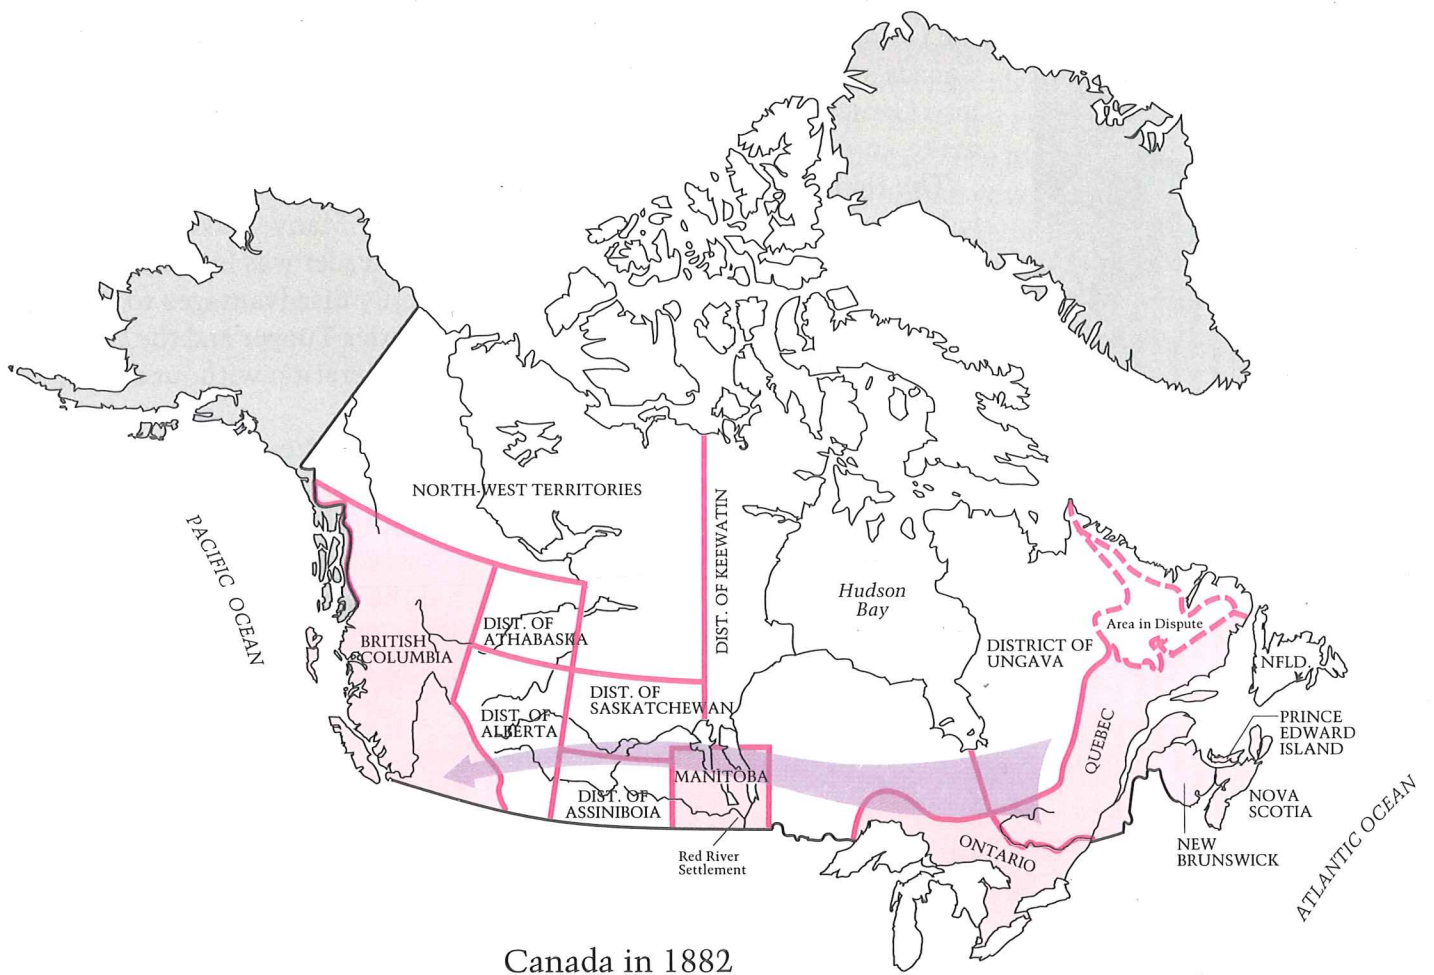 NORTH-WEST TERRITORIES
DIST. OF KEEWATIN
PACIFIC OCEAN
Hudson
Bay
DIST. OF
ATHABASKA
BRITISH
COLUMBIA
DISTRICT OF
UNGAVA
Area in Dispute
NFLD.
DIST. OF
SASKATCHEWAN
DIST. OF
ALBERTA
QUEBEC
PRINCE
EDWARD
ISLAND
MANITOBA
DIST. OF
ASSINIBOIA
NOVA
SCOTIA
ONTARIO
NEW
BRUNSWICK
Red River
Settlement
ATLANTIC OCEAN
Canada in 1882